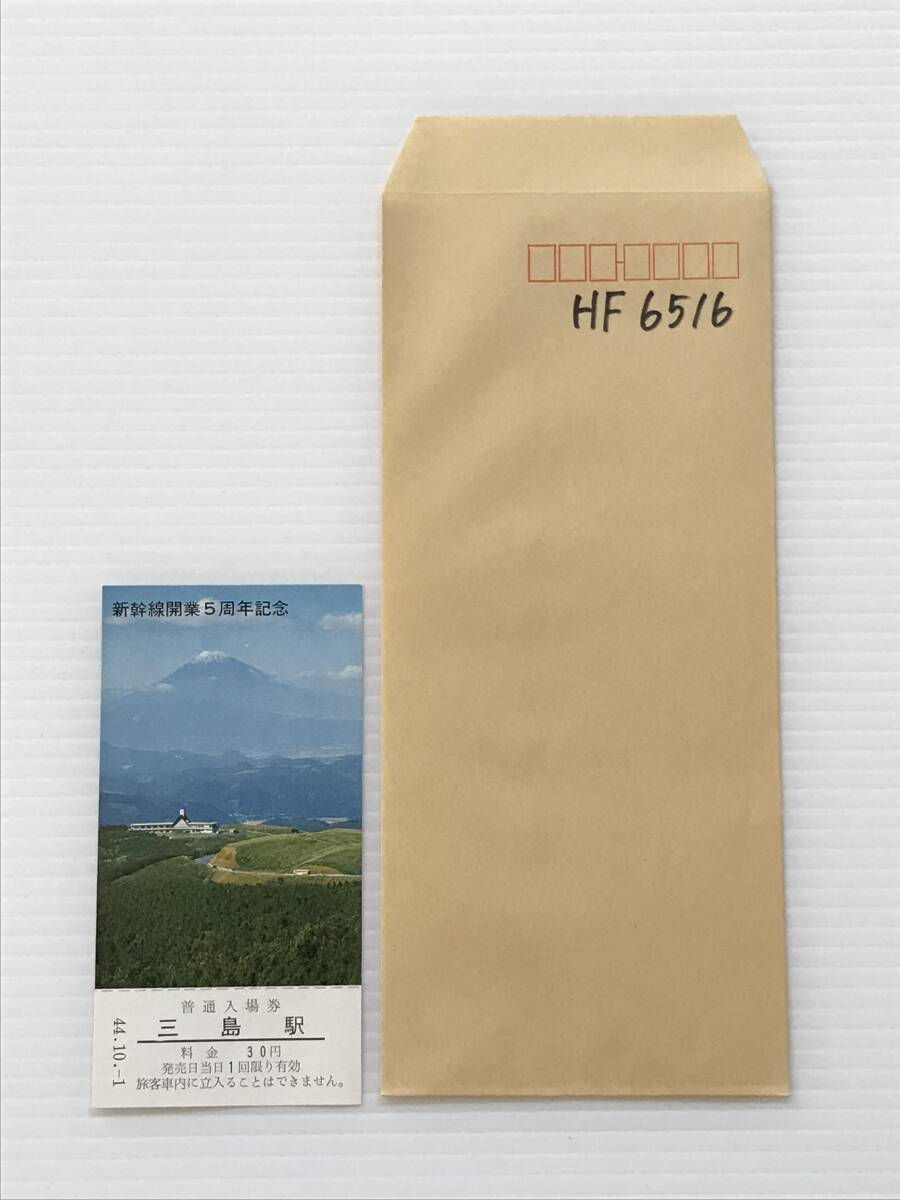 HF 6516
新幹線開業5周年記念
普通入場券
三島駅
料金 30円
発売日当日1回限り有効
旅客車内に立入ることはできません。
44.10.-1